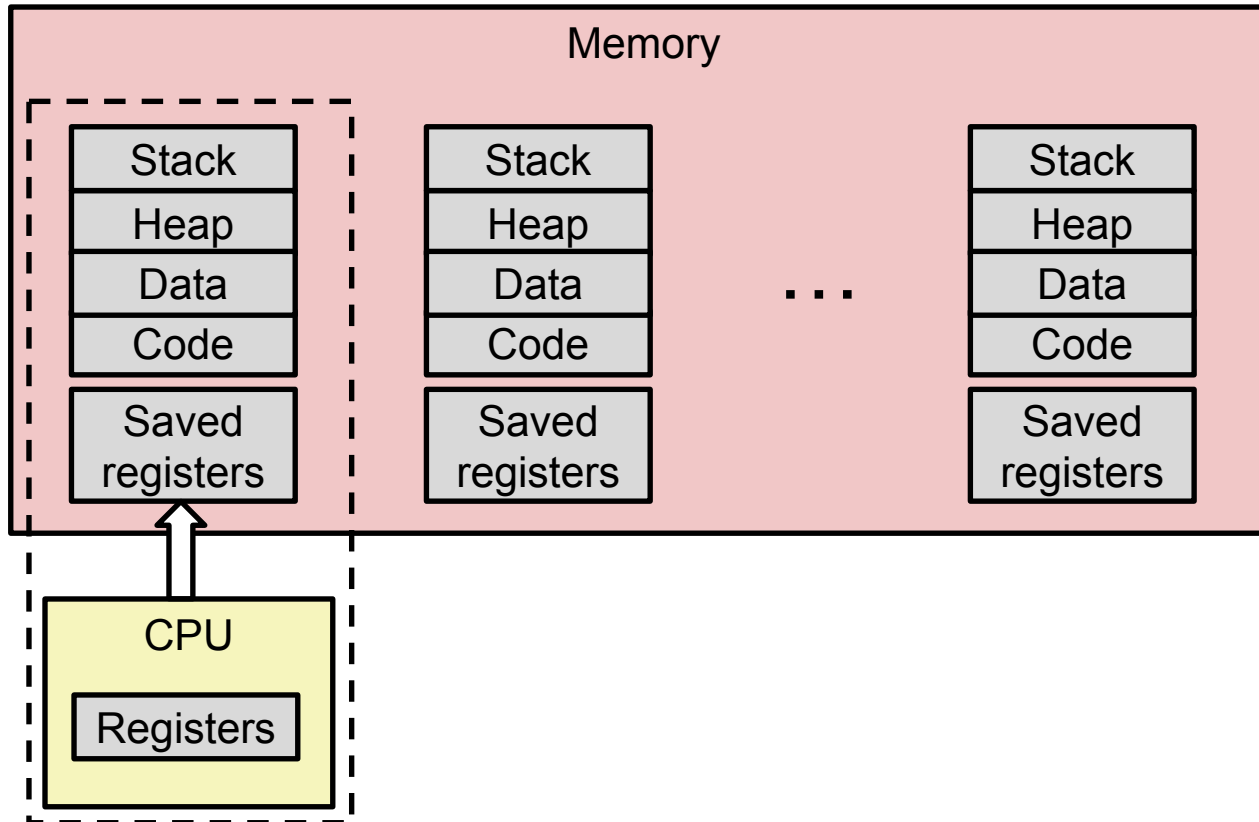 Memory
Stack
Heap
Data
Code
Saved
registers
Stack
Heap
Data
Code
Saved
registers
...
Stack
Heap
Data
Code
Saved
registers
CPU
Registers